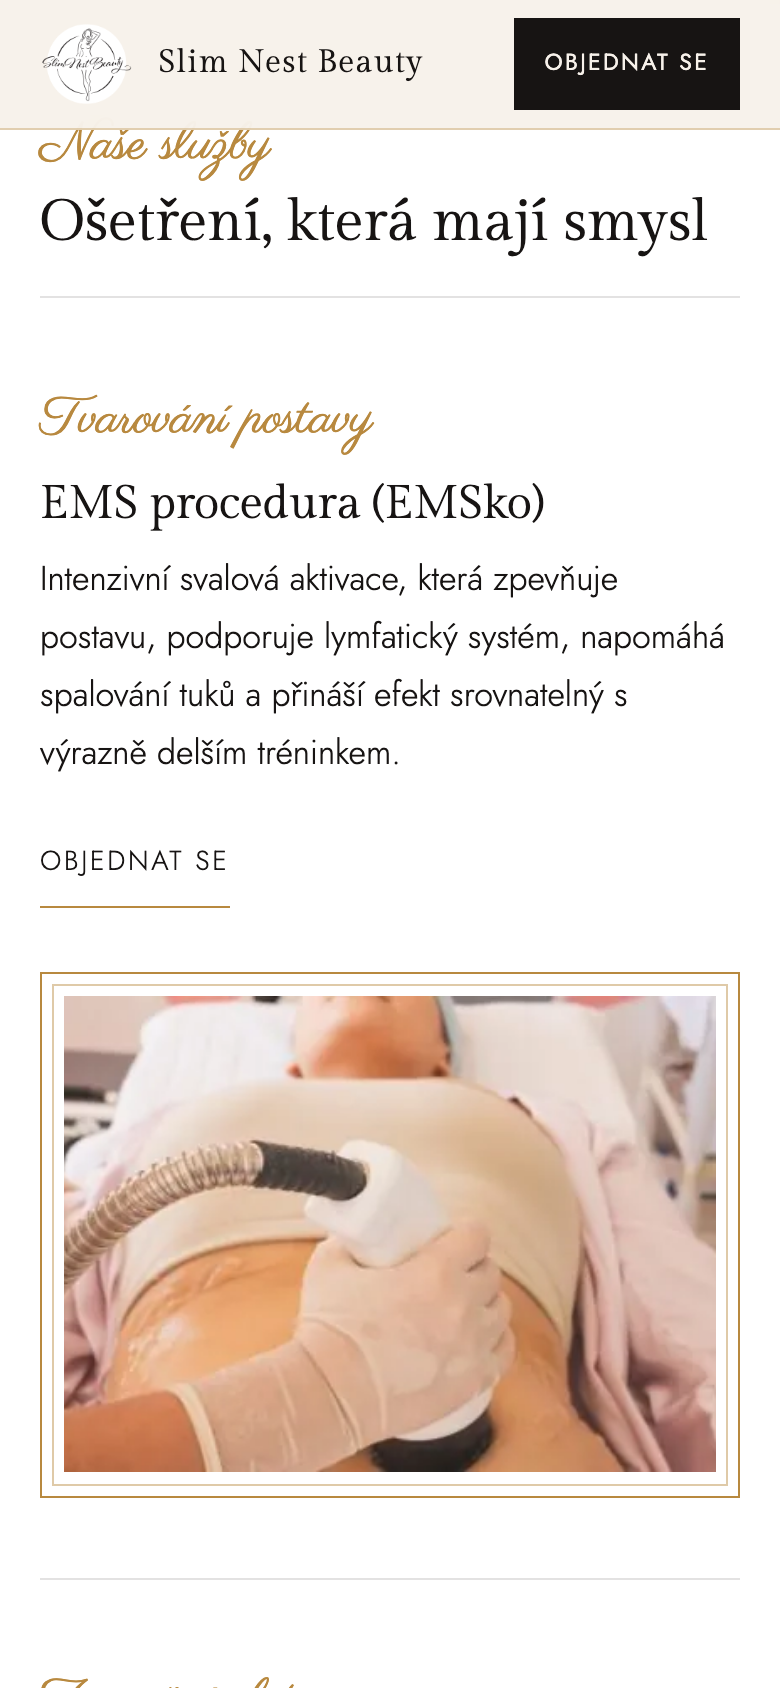 SlimNestBeauty
Slim Nest Beauty
OBJEDNAT SE
Naše služby
Ošetření, která mají smysl
Tvarování postavy
EMS procedura (EMSko)
Intenzivní svalová aktivace, která zpevňuje
postavu, podporuje lymfatický systém, napomáhá
spalování tuků a přináší efekt srovnatelný s
výrazně delším tréninkem.
OBJEDNAT SE